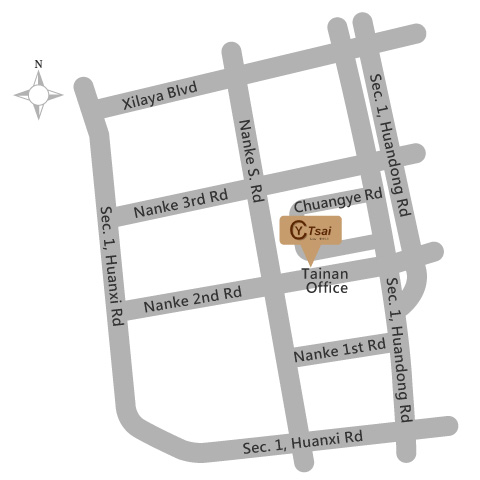 N
Xilaya Blvd
Sec. 1, Huandong Rd
Nanke S. Rd
Nanke 3rd Rd
Chuangye Rd
Sec. 1, Huanxi Rd
Y Tsai
Tainan
Office
Nanke 2nd Rd
Sec. 1, Huandong Rd
Nanke 1st Rd
Sec. 1, Huanxi Rd